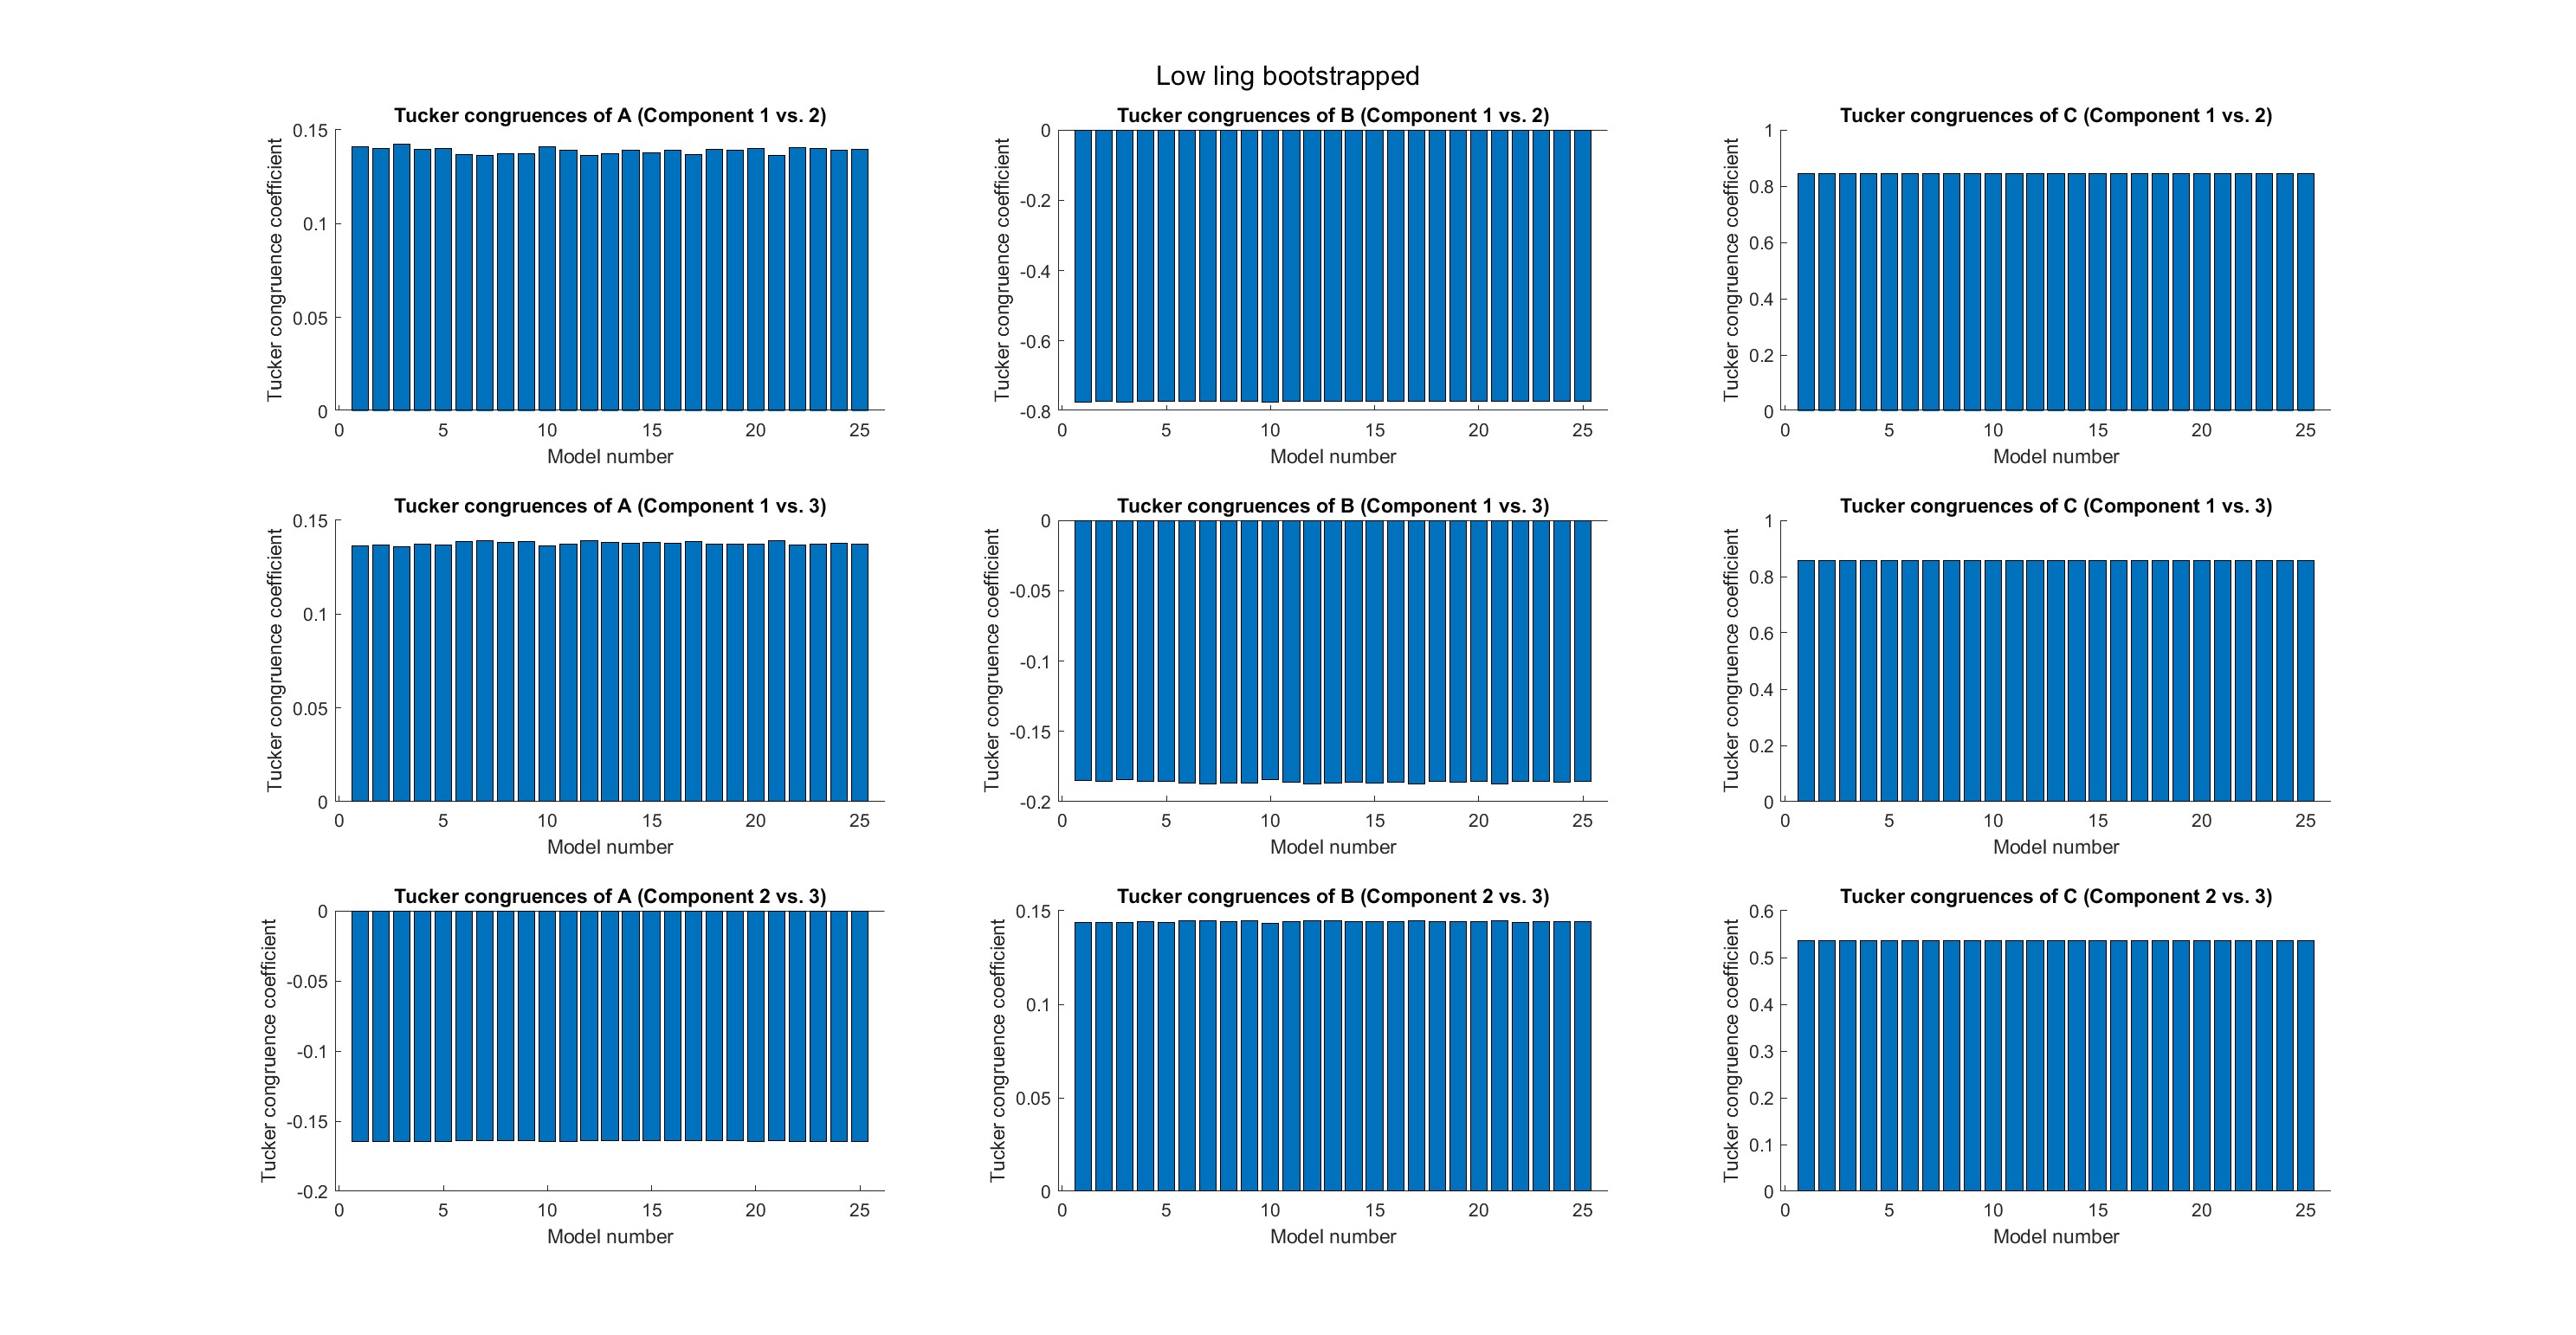 Low ling bootstrapped
Tucker congruences of A (Component 1 vs. 2)
Tucker congruence coefficient
0.15
0.1
0.05
0
0 5 10 15 20 25
Model number
Tucker congruences of B (Component 1 vs. 2)
Tucker congruence coefficient
0
-0.2
-0.4
-0.6
-0.8
0 5 10 15 20 25
Model number
Tucker congruences of C (Component 1 vs. 2)
Tucker congruence coefficient
1
0.8
0.6
0.4
0.2
0
0 5 10 15 20 25
Model number
Tucker congruences of A (Component 1 vs. 3)
Tucker congruence coefficient
0.15
0.1
0.05
0
0 5 10 15 20 25
Model number
Tucker congruences of B (Component 1 vs. 3)
Tucker congruence coefficient
0
-0.05
-0.1
-0.15
-0.2
0 5 10 15 20 25
Model number
Tucker congruences of C (Component 1 vs. 3)
Tucker congruence coefficient
1
0.8
0.6
0.4
0.2
0
0 5 10 15 20 25
Model number
Tucker congruences of A (Component 2 vs. 3)
Tucker congruence coefficient
0
-0.05
-0.1
-0.15
-0.2
0 5 10 15 20 25
Model number
Tucker congruences of B (Component 2 vs. 3)
Tucker congruence coefficient
0.15
0.1
0.05
0
0 5 10 15 20 25
Model number
Tucker congruences of C (Component 2 vs. 3)
Tucker congruence coefficient
0.6
0.5
0.4
0.3
0.2
0.1
0
0 5 10 15 20 25
Model number